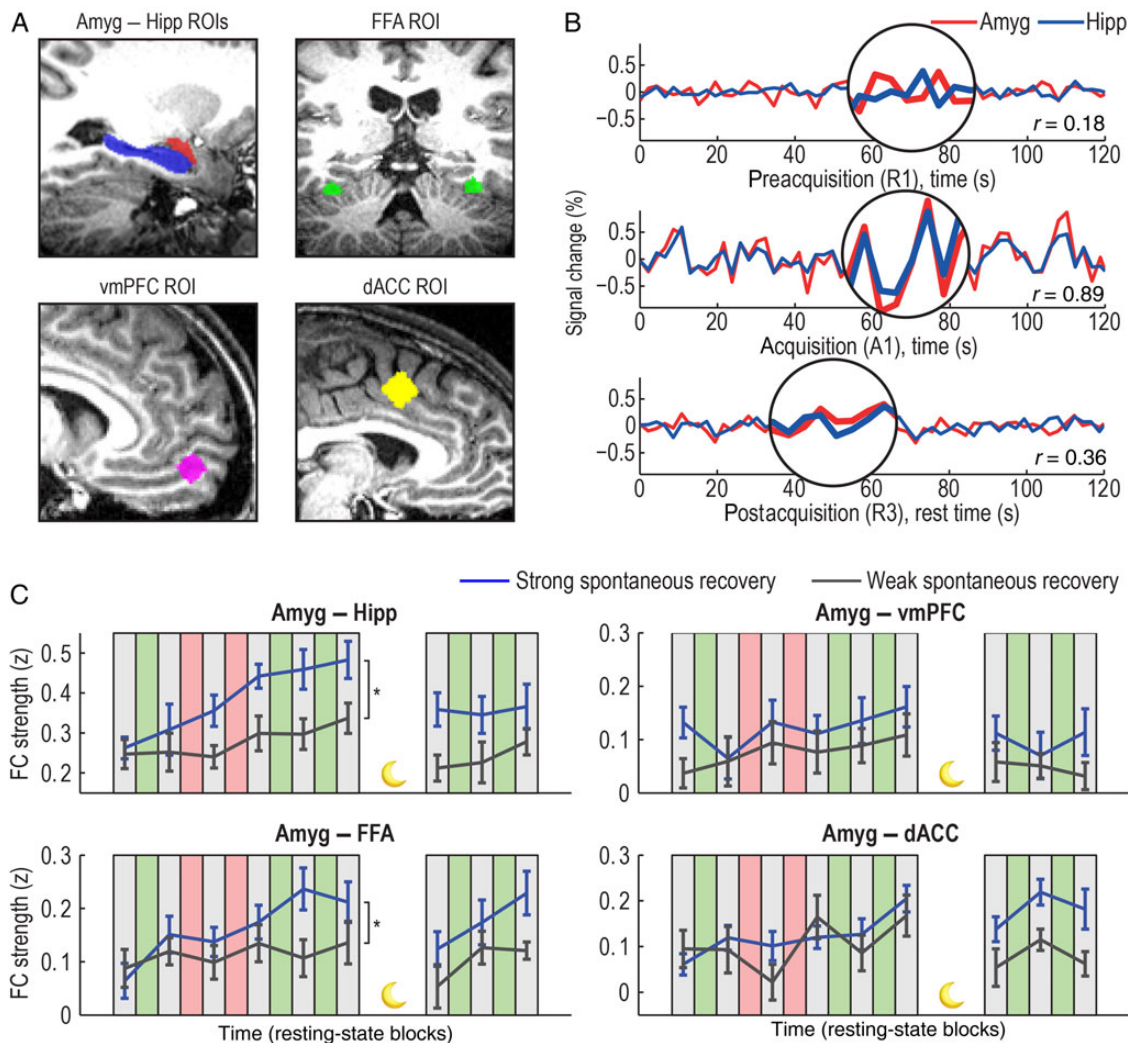 A
Amyg – Hipp ROIs
FFA ROI
vmPFC ROI
dACC ROI
B
Amyg
Hipp
Signal change (%)
0.5
0
−0.5
r = 0.18
0 20 40 60 80 100 120
Preacquisition (R1), time (s)
0.5
0
−0.5
r = 0.89
0 20 40 60 80 100 120
Acquisition (A1), time (s)
0.5
0
−0.5
r = 0.36
0 20 40 60 80 100 120
Postacquisition (R3), rest time (s)
C
Strong spontaneous recovery
Weak spontaneous recovery
Amyg – Hipp
FC strength (z)
0.5
0.3
0.2
*
Amyg – vmPFC
0.3
0.2
0.1
0
Amyg – FFA
FC strength (z)
0.3
0.2
0.1
0
*
Time (resting-state blocks)
Amyg – dACC
0.3
0.2
0.1
0
Time (resting-state blocks)